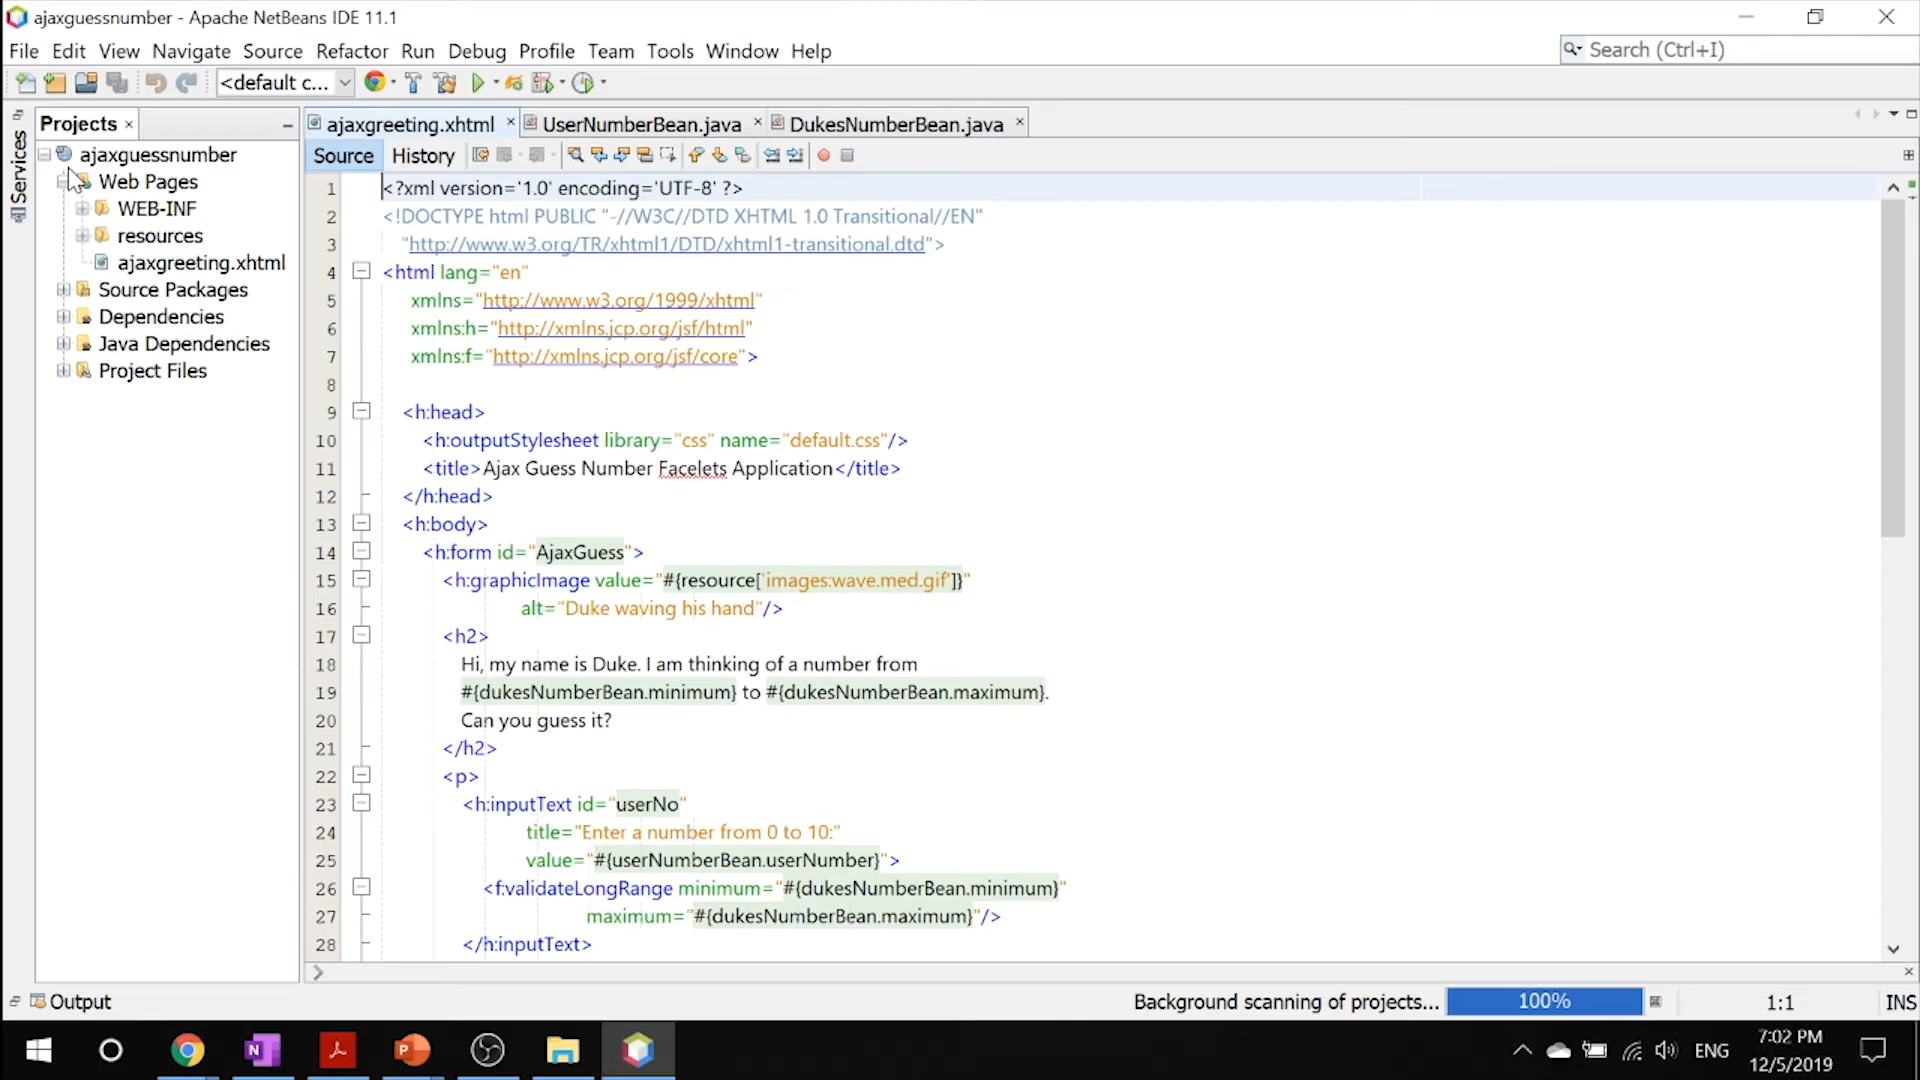 ajaxguessnumber - Apache NetBeans IDE 11.1
File Edit View Navigate Source Refactor Run Debug Profile Team Tools Window Help
Search (Ctrl+I)
<default c...
Services
Projects
ajaxguessnumber
Web Pages
WEB-INF
resources
ajaxgreeting.xhtml
Source Packages
Dependencies
Java Dependencies
Project Files
ajaxgreeting.xhtml UserNumberBean.java DukesNumberBean.java
Source History
1 <?xml version='1.0' encoding='UTF-8' ?>
2 <!DOCTYPE html PUBLIC "-//W3C//DTD XHTML 1.0 Transitional//EN"
3 "http://www.w3.org/TR/xhtml1/DTD/xhtml1-transitional.dtd">
4 <html lang="en"
5 xmlns="http://www.w3.org/1999/xhtml"
6 xmlns:h="http://xmlns.jcp.org/jsf/html"
7 xmlns:f="http://xmlns.jcp.org/jsf/core">
8
9 <h:head>
10 <h:outputStylesheet library="css" name="default.css"/>
11 <title>Ajax Guess Number Facelets Application</title>
12 </h:head>
13 <h:body>
14 <h:form id="AjaxGuess">
15 <h:graphicImage value="#{resource['images:wave.med.gif']}"
16 alt="Duke waving his hand"/>
17 <h2>
18 Hi, my name is Duke. I am thinking of a number from
19 #{dukesNumberBean.minimum} to #{dukesNumberBean.maximum}.
20 Can you guess it?
21 </h2>
22 <p>
23 <h:inputText id="userNo"
24 title="Enter a number from 0 to 10:"
25 value="#{userNumberBean.userNumber}">
26 <f:validateLongRange minimum="#{dukesNumberBean.minimum}"
27 maximum="#{dukesNumberBean.maximum}"/>
28 </h:inputText>
Output
Background scanning of projects... 100% 1:1 INS
ENG
7:02 PM
12/5/2019